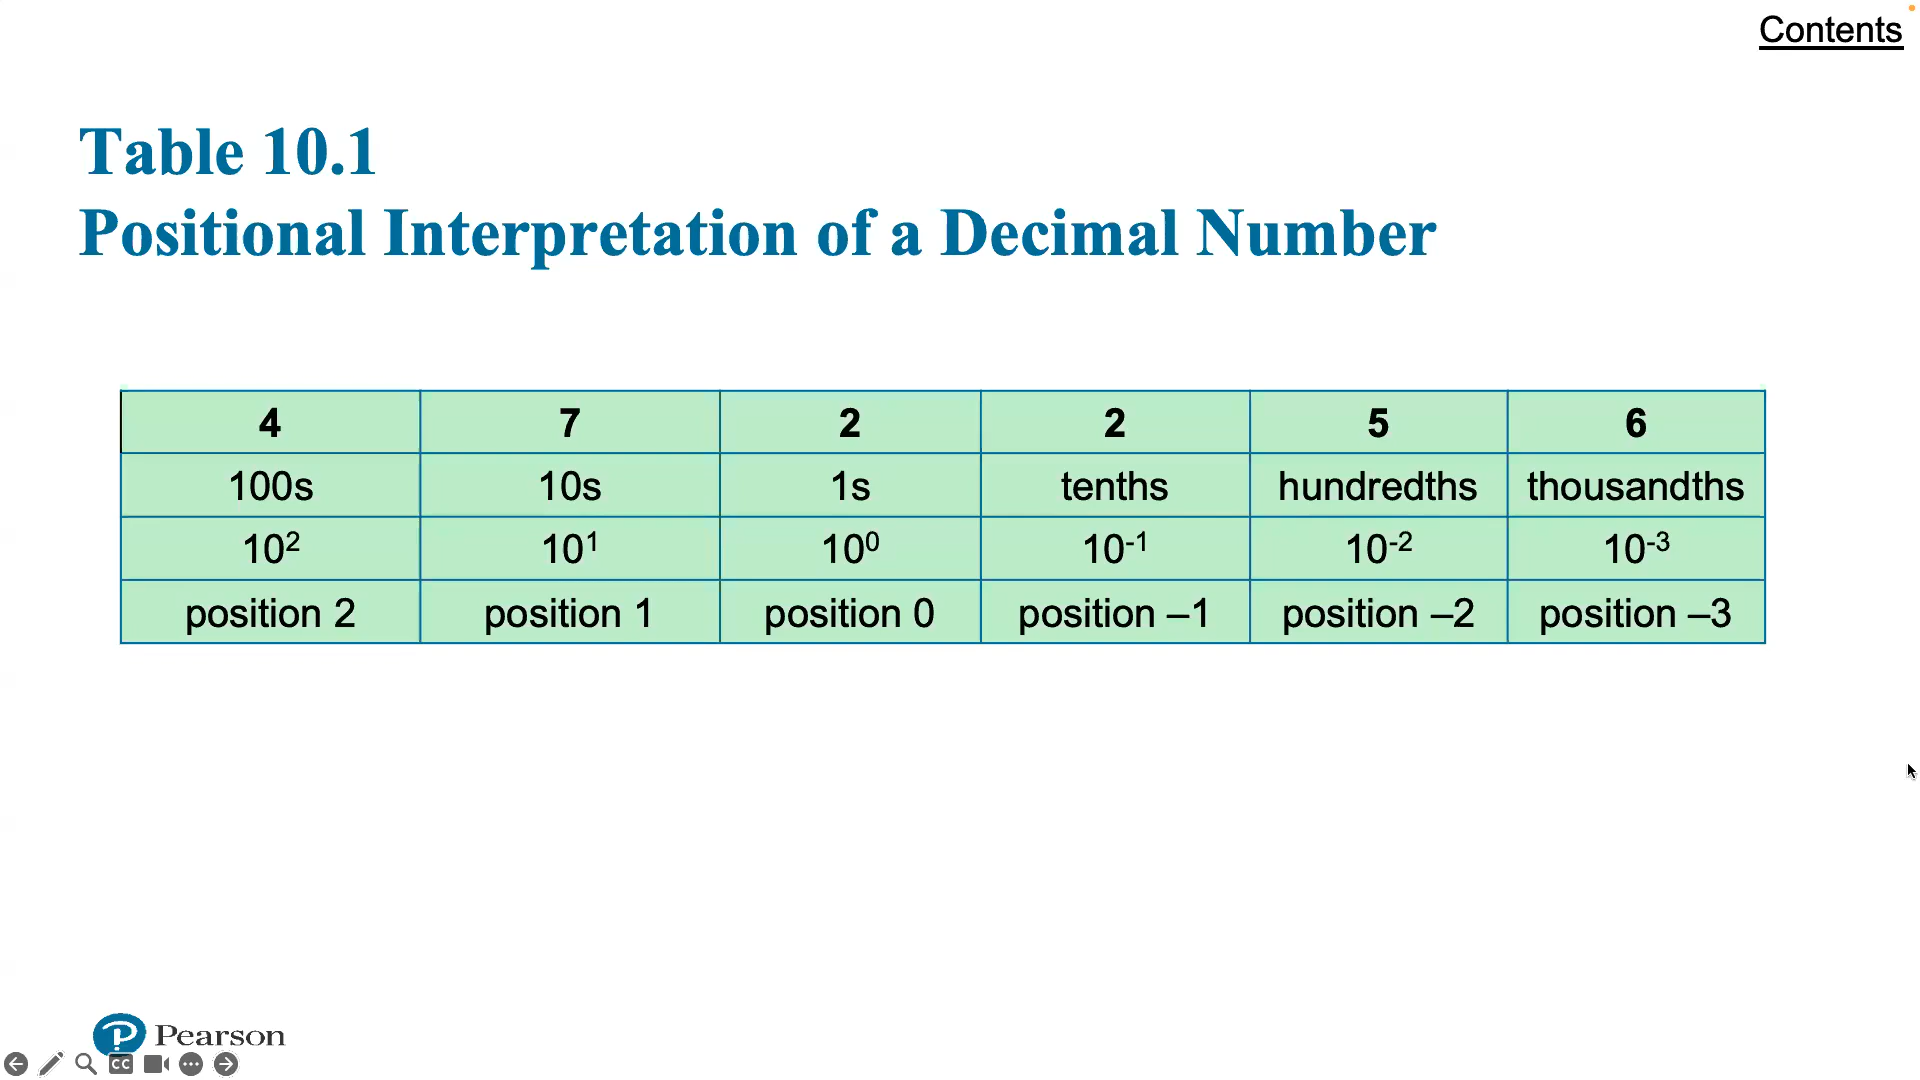 Contents
Table 10.1
Positional Interpretation of a Decimal Number
4 7 2 2 5 6
100s 10s 1s tenths hundredths thousandths
10² 10¹ 10⁰ 10⁻¹ 10⁻² 10⁻³
position 2 position 1 position 0 position –1 position –2 position –3
Pearson
CC